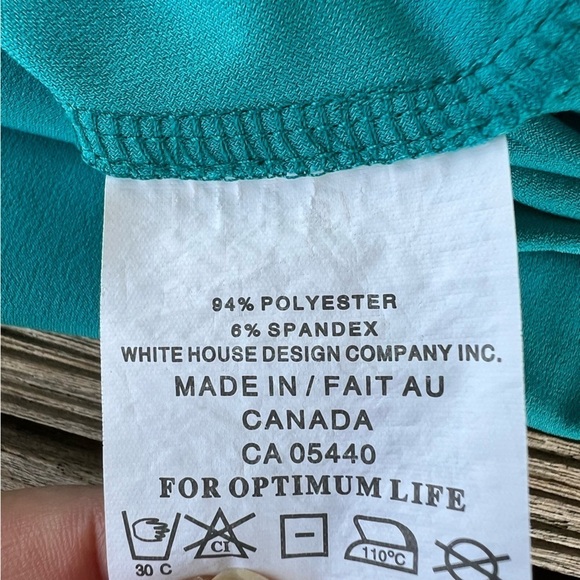 94% POLYESTER
6% SPANDEX
WHITE HOUSE DESIGN COMPANY INC.
MADE IN / FAIT AU
CANADA
CA 05440
FOR OPTIMUM LIFE
CI
110°C
30 C